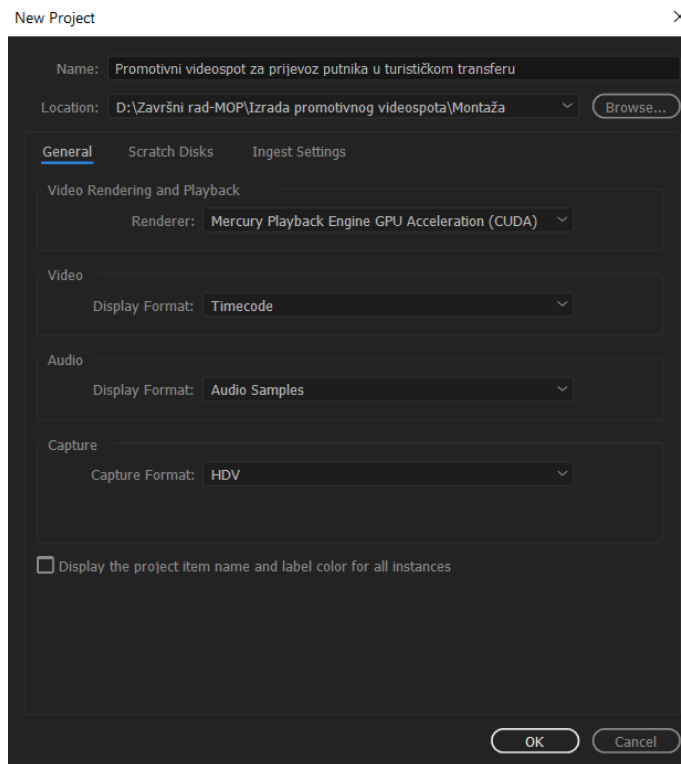 New Project
Name: Promotivni videospot za prijevoz putnika u turističkom transferu
Location: D:\Završni rad-MOP\Izrada promotivnog videospota\Montaža Browse...
General Scratch Disks Ingest Settings
Video Rendering and Playback
Renderer: Mercury Playback Engine GPU Acceleration (CUDA)
Video
Display Format: Timecode
Audio
Display Format: Audio Samples
Capture
Capture Format: HDV
Display the project item name and label color for all instances
OK Cancel